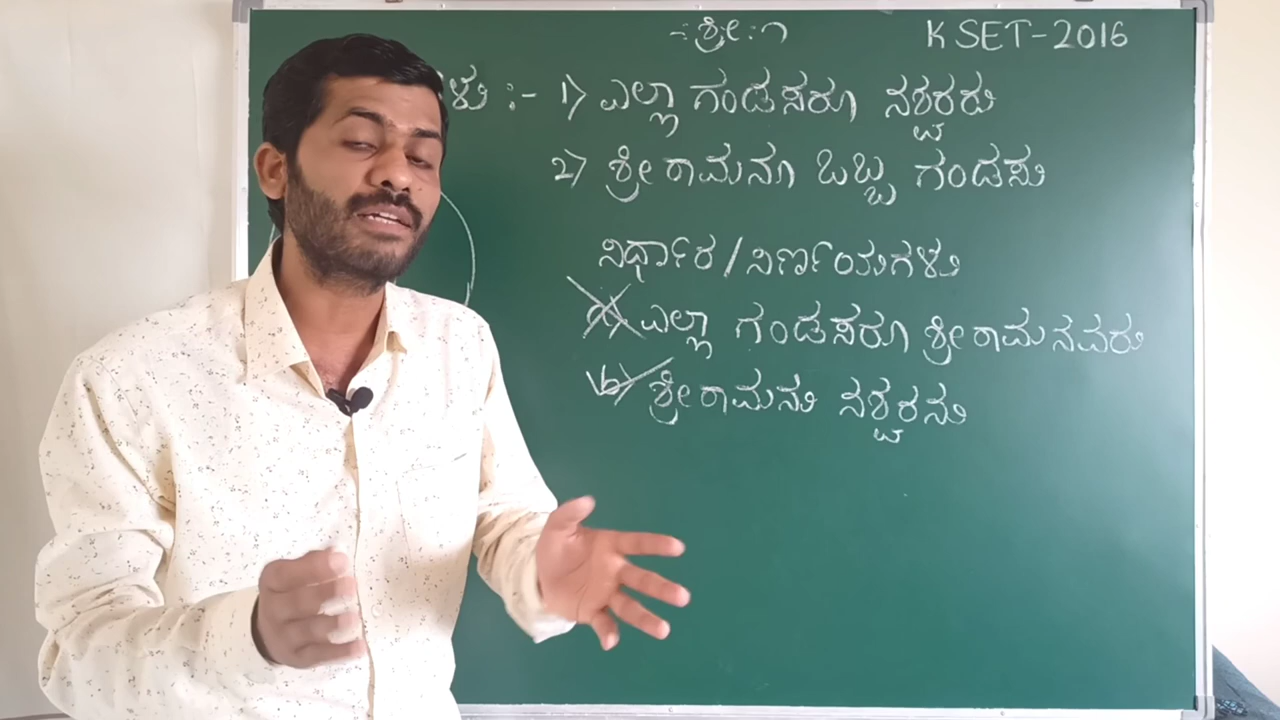 -: ಶ್ರೀ :-
KSET-2016
ಳು :- 1) ಎಲ್ಲಾ ಗಂಡಸರೂ ನಶ್ವರರು
2) ಶ್ರೀರಾಮನೂ ಒಬ್ಬ ಗಂಡಸು
ನಿರ್ಧಾರ/ನಿರ್ಣಯಗಳು
a) ಎಲ್ಲಾ ಗಂಡಸರೂ ಶ್ರೀರಾಮನವರು
b) ಶ್ರೀರಾಮನು ನಶ್ವರನು